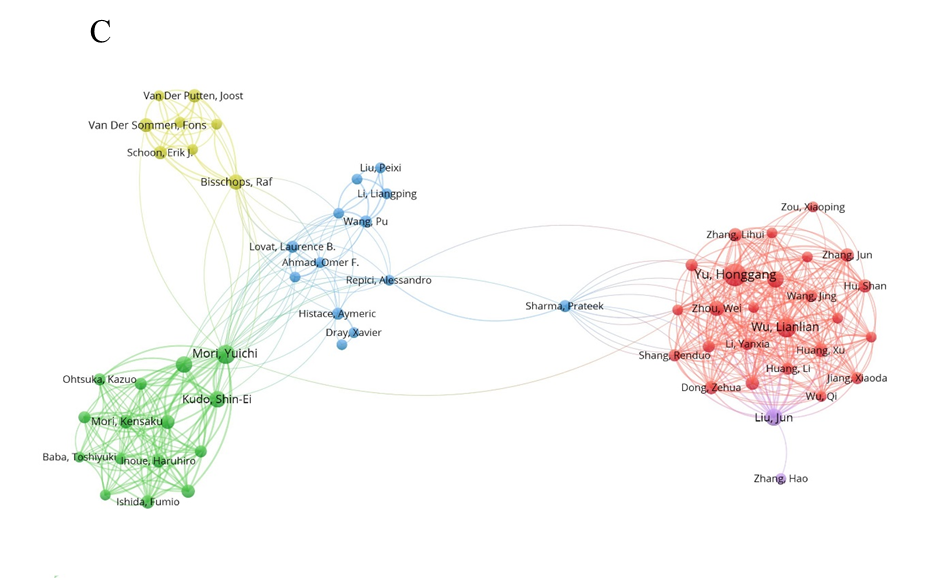 C
Van Der Putten, Joost
Van Der Sommen, Fons
Schoon, Erik J.
Bisschops, Raf
Liu, Peixi
Li, Liangping
Wang, Pu
Lovat, Laurence B.
Ahmad, Omer F.
Repici, Alessandro
Histace, Aymeric
Dray, Xavier
Sharma, Prateek
Zou, Xiaoping
Zhang, Lihui
Zhang, Jun
Yu, Honggang
Hu, Shan
Wang, Jing
Zhou, Wei
Wu, Lianlian
Li, Yanxia
Huang, Xu
Shang, Renduo
Huang, Li
Jiang, Xiaoda
Dong, Zehua
Wu, Qi
Liu, Jun
Zhang, Hao
Mori, Yuichi
Ohtsuka, Kazuo
Kudo, Shin-Ei
Mori, Kensaku
Baba, Toshiyuki
Inoue, Haruhiro
Ishida, Fumio